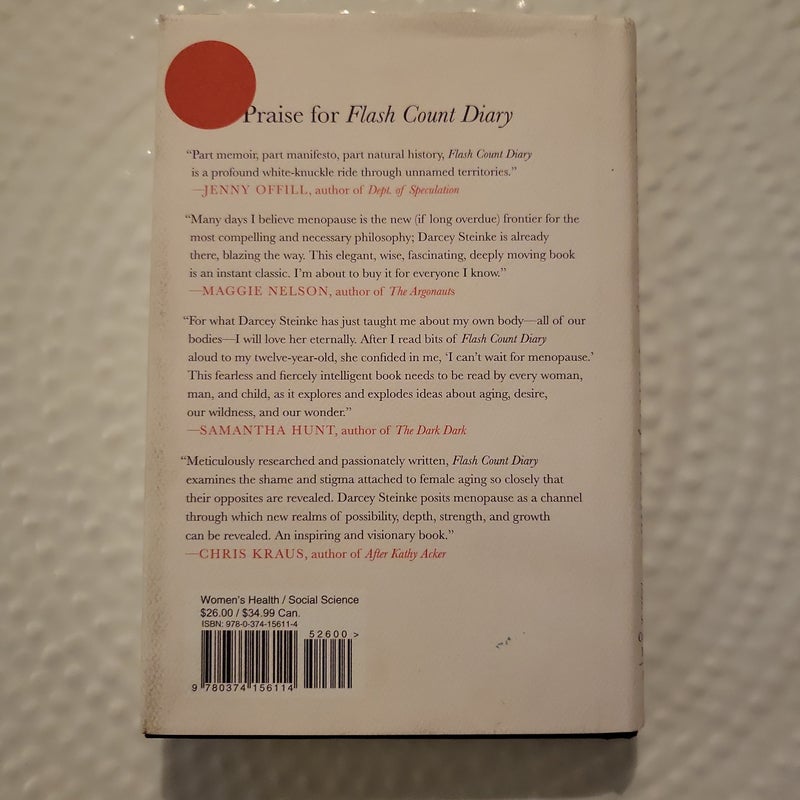 Praise for Flash Count Diary
“Part memoir, part manifesto, part natural history, Flash Count Diary
is a profound white-knuckle ride through unnamed territories.”
—JENNY OFFILL, author of Dept. of Speculation
“Many days I believe menopause is the new (if long overdue) frontier for the
most compelling and necessary philosophy; Darcey Steinke is already
there, blazing the way. This elegant, wise, fascinating, deeply moving book
is an instant classic. I’m about to buy it for everyone I know.”
—MAGGIE NELSON, author of The Argonauts
“For what Darcey Steinke has just taught me about my own body—all of our
bodies—I will love her eternally. After I read bits of Flash Count Diary
aloud to my twelve-year-old, she confided in me, ‘I can’t wait for menopause.’
This fearless and fiercely intelligent book needs to be read by every woman,
man, and child, as it explores and explodes ideas about aging, desire,
our wildness, and our wonder.”
—SAMANTHA HUNT, author of The Dark Dark
“Meticulously researched and passionately written, Flash Count Diary
examines the shame and stigma attached to female aging so closely that
their opposites are revealed. Darcey Steinke posits menopause as a channel
through which new realms of possibility, depth, strength, and growth
can be revealed. An inspiring and visionary book.”
—CHRIS KRAUS, author of After Kathy Acker
Women’s Health / Social Science
$26.00 / $34.99 Can.
ISBN: 978-0-374-15611-4
52600 >
9 780374 156114